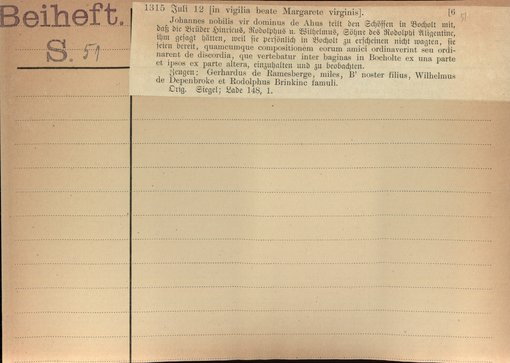 Beiheft.
S. 51
1315 Juli 12 [in vigilia beate Margarete virginis]. [6
Johannes nobilis vir dominus de Ahus teilt den Schöffen in Bocholt mit,
daß die Brüder Hinricus, Rodolphus u. Wilhelmus, Söhne des Rodolphi Aligentine,
ihm gesagt hätten, weil sie persönlich in Bocholt zu erscheinen nicht wagten, sie
seien bereit, quamcumque compositionem eorum amici ordinaverint seu ordi-
narent de discordia, que vertebatur inter baginas in Bocholte ex una parte
et ipsos ex parte altera, einzuhalten und zu beobachten.
Zeugen: Gerhardus de Ramesberge, miles, B' noster filius, Wilhelmus
de Depenbroke et Rodolphus Brinkinc famuli.
Orig. Siegel; Lade 148, 1.